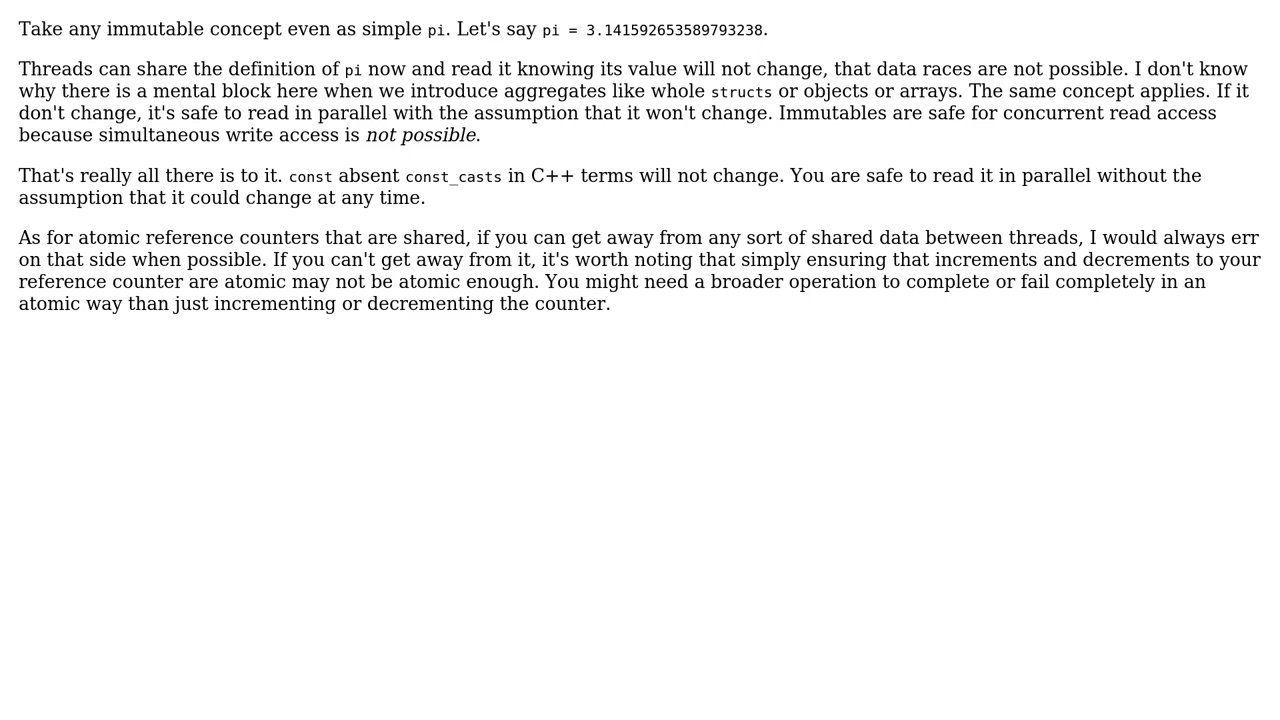 Take any immutable concept even as simple pi. Let's say pi = 3.141592653589793238.
Threads can share the definition of pi now and read it knowing its value will not change, that data races are not possible. I don't know
why there is a mental block here when we introduce aggregates like whole structs or objects or arrays. The same concept applies. If it
don't change, it's safe to read in parallel with the assumption that it won't change. Immutables are safe for concurrent read access
because simultaneous write access is not possible.
That's really all there is to it. const absent const_casts in C++ terms will not change. You are safe to read it in parallel without the
assumption that it could change at any time.
As for atomic reference counters that are shared, if you can get away from any sort of shared data between threads, I would always err
on that side when possible. If you can't get away from it, it's worth noting that simply ensuring that increments and decrements to your
reference counter are atomic may not be atomic enough. You might need a broader operation to complete or fail completely in an
atomic way than just incrementing or decrementing the counter.